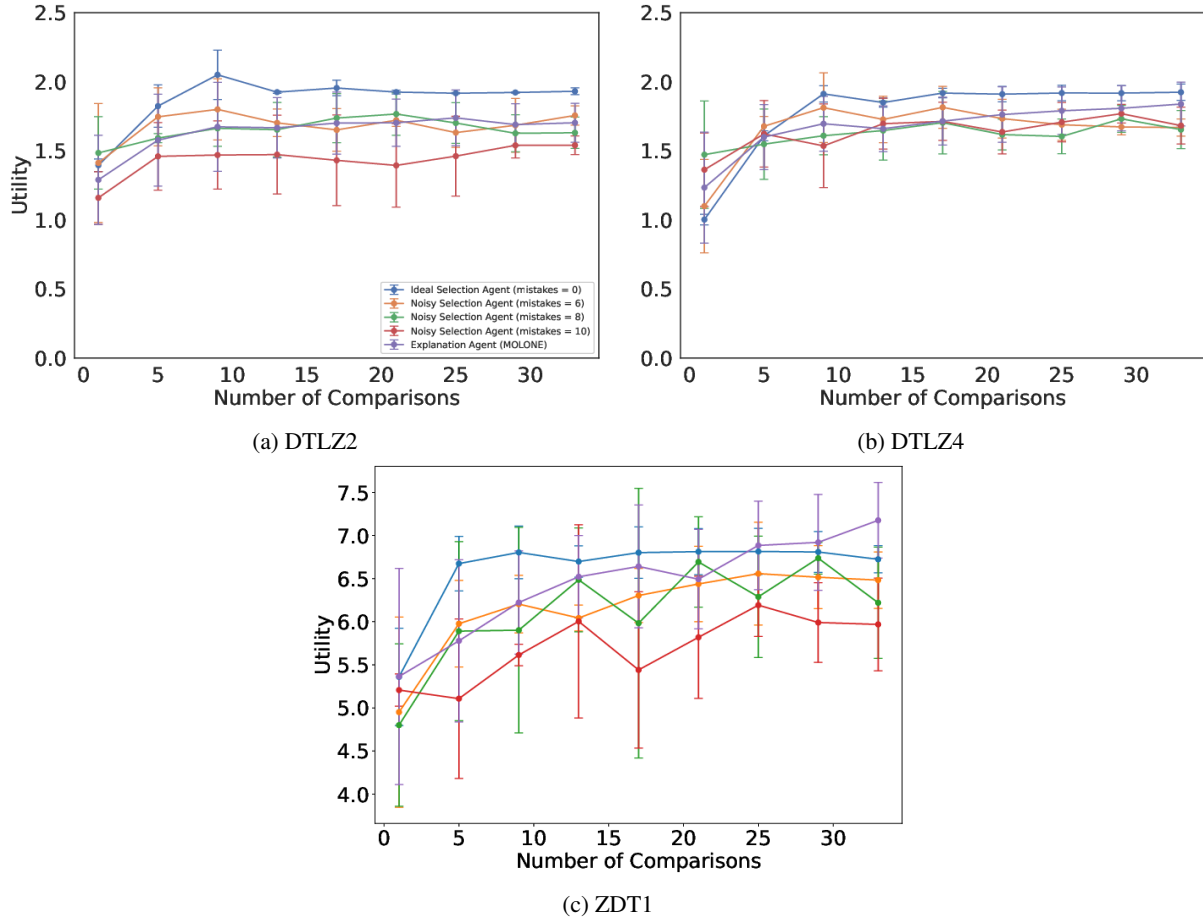 2.5
2.0
1.5
1.0
0.5
0.0
Utility
Ideal Selection Agent (mistakes = 0)
Noisy Selection Agent (mistakes = 6)
Noisy Selection Agent (mistakes = 8)
Noisy Selection Agent (mistakes = 10)
Explanation Agent (MOLONE)
0 5 10 15 20 25 30
Number of Comparisons
(a) DTLZ2
2.5
2.0
1.5
1.0
0.5
0.0
0 5 10 15 20 25 30
Number of Comparisons
(b) DTLZ4
7.5
7.0
6.5
6.0
5.5
5.0
4.5
4.0
Utility
0 5 10 15 20 25 30
Number of Comparisons
(c) ZDT1